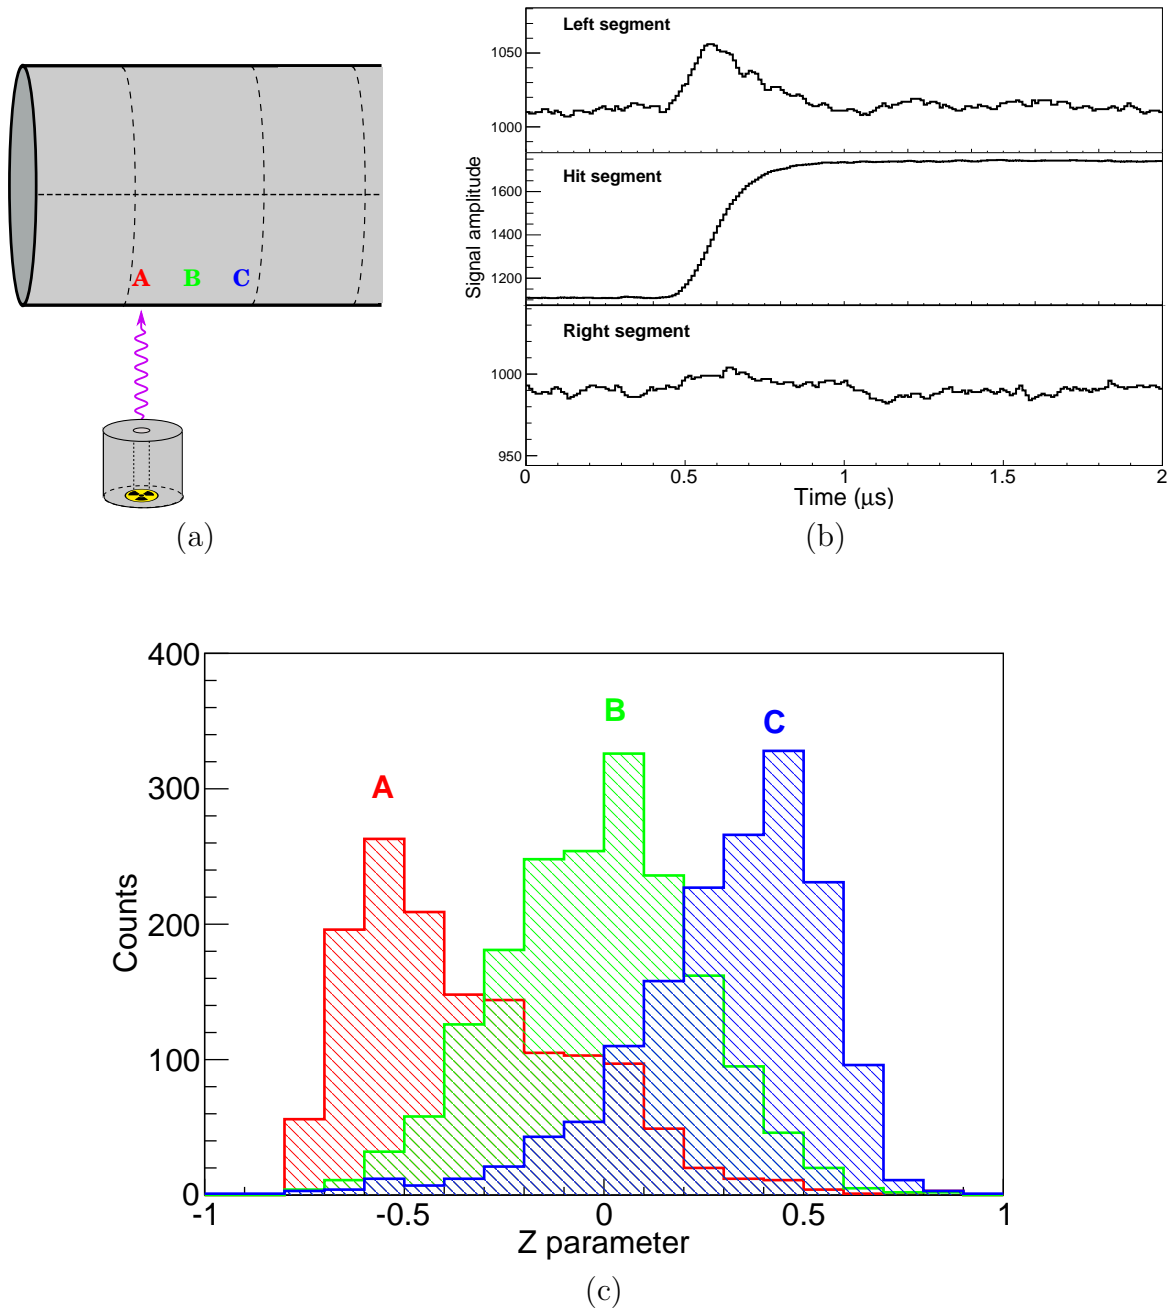 A B C
(a)
Left segment
1050
1000
Hit segment
1600
1400
1200
Right segment
1000
950
Signal amplitude
0 0.5 1 1.5 2
Time (μs)
(b)
400
300
200
100
0
Counts
A
B
C
-1 -0.5 0 0.5 1
Z parameter
(c)